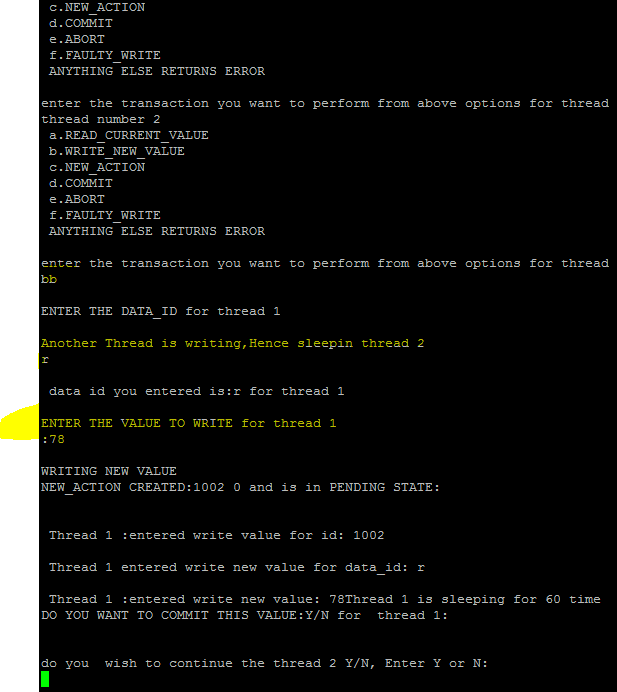 c.NEW_ACTION
d.COMMIT
e.ABORT
f.FAULTY_WRITE
ANYTHING ELSE RETURNS ERROR
enter the transaction you want to perform from above options for thread
thread number 2
a.READ_CURRENT_VALUE
b.WRITE_NEW_VALUE
c.NEW_ACTION
d.COMMIT
e.ABORT
f.FAULTY_WRITE
ANYTHING ELSE RETURNS ERROR
enter the transaction you want to perform from above options for thread
bb
ENTER THE DATA_ID for thread 1
Another Thread is writing,Hence sleepin thread 2
r
data id you entered is:r for thread 1
ENTER THE VALUE TO WRITE for thread 1
:78
WRITING NEW VALUE
NEW_ACTION CREATED:1002 0 and is in PENDING STATE:
Thread 1 :entered write value for id: 1002
Thread 1 entered write new value for data_id: r
Thread 1 :entered write new value: 78Thread 1 is sleeping for 60 time
DO YOU WANT TO COMMIT THIS VALUE:Y/N for  thread 1:
do you  wish to continue the thread 2 Y/N, Enter Y or N: